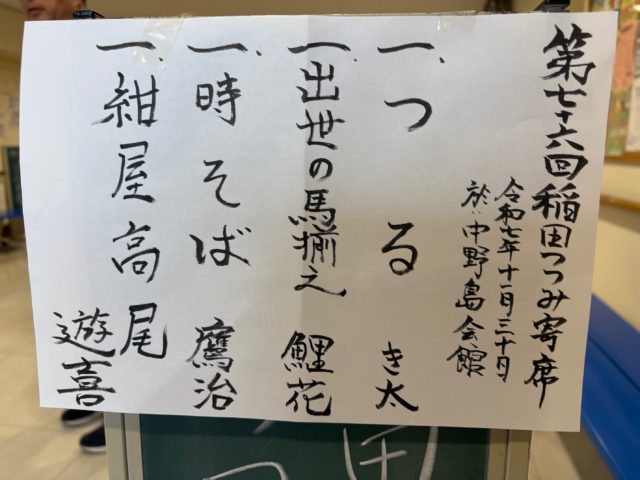 第七十六回稲田つつみ寄席
令和七年十一月三十日
於：中野島会館
一、つる き太
一、出世の馬揃え 鯉花
一、時そば 鷹治
一、紺屋高尾 遊喜